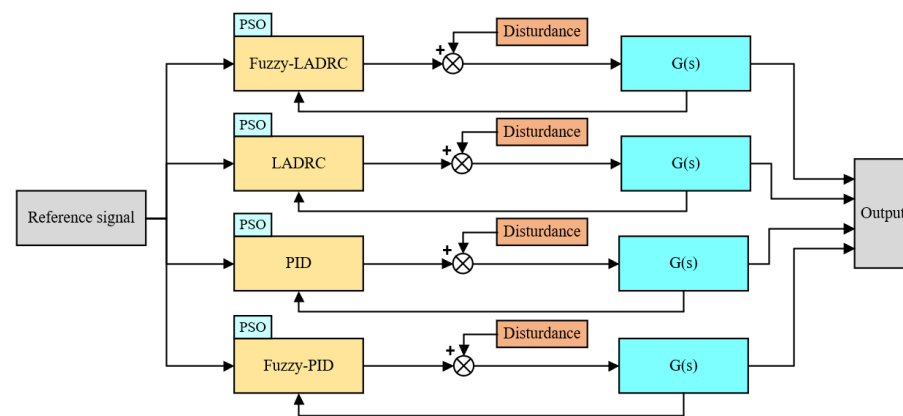 PSO
Disturdance
Fuzzy-LADRC
+
G(s)
PSO
Disturdance
LADRC
+
G(s)
Reference signal
Output
PSO
Disturdance
PID
+
G(s)
PSO
Disturdance
Fuzzy-PID
+
G(s)